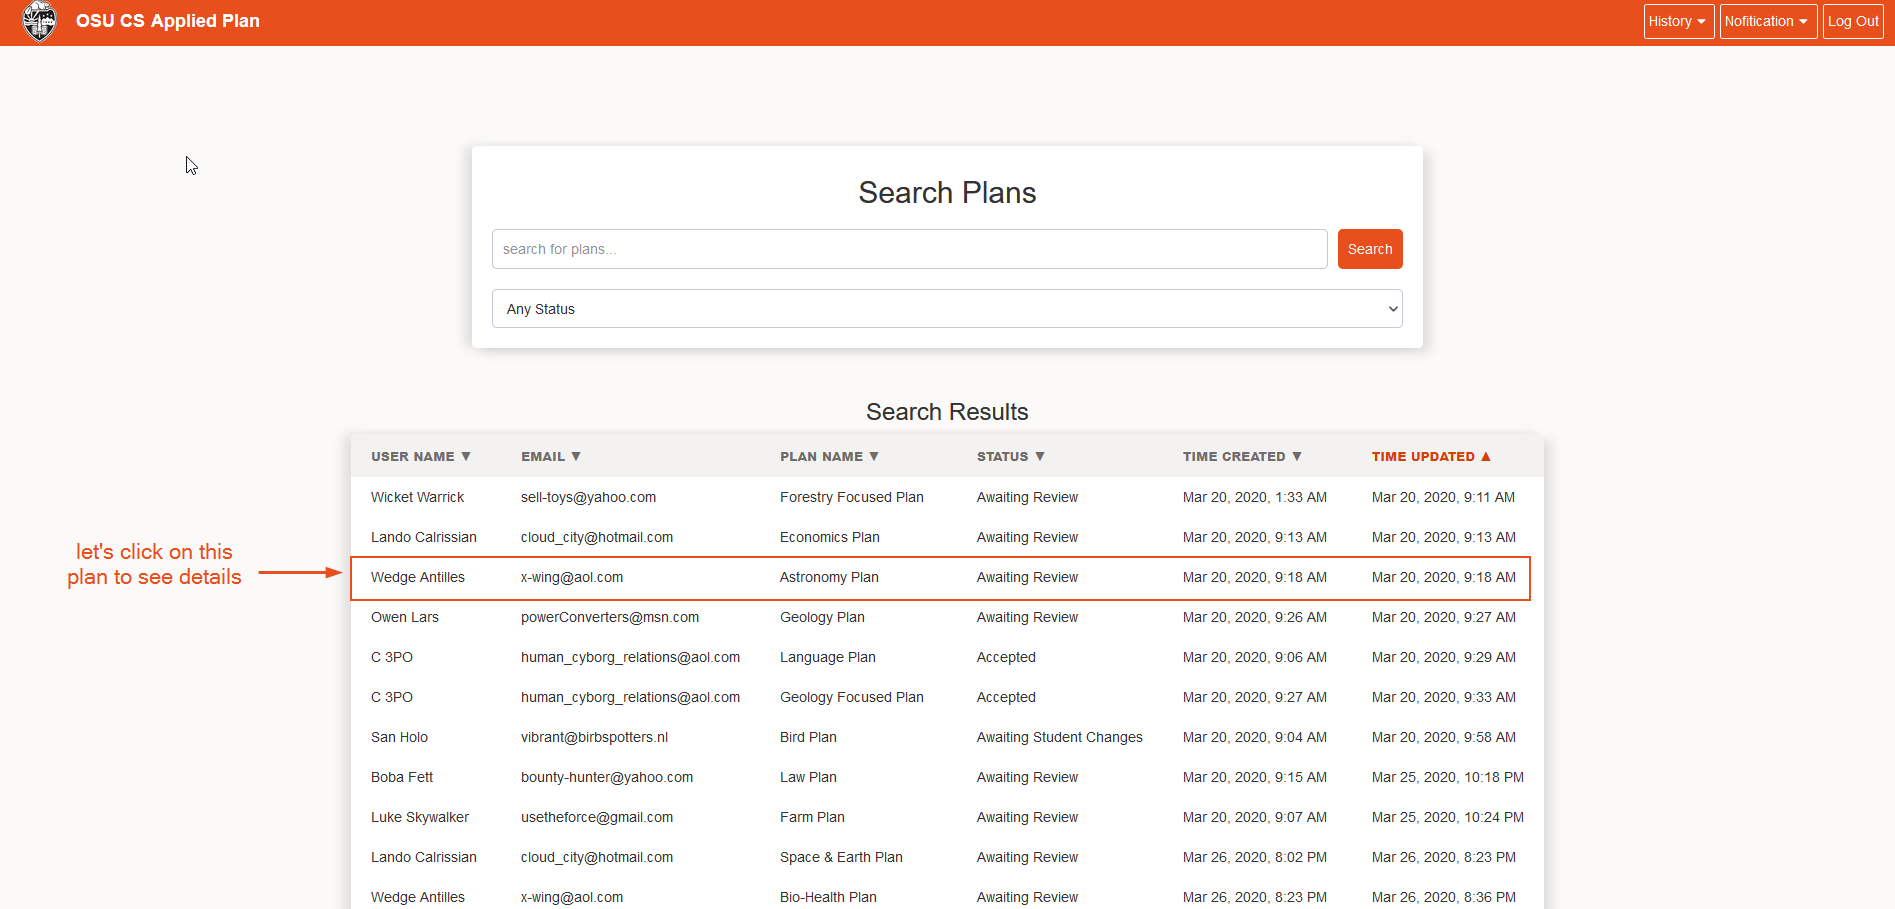 OSU CS Applied Plan
History
Nofitication
Log Out
Search Plans
search for plans...
Search
Any Status
Search Results
USER NAME ▼ EMAIL ▼ PLAN NAME ▼ STATUS ▼ TIME CREATED ▼ TIME UPDATED ▲
Wicket Warrick sell-toys@yahoo.com Forestry Focused Plan Awaiting Review Mar 20, 2020, 1:33 AM Mar 20, 2020, 9:11 AM
Lando Calrissian cloud_city@hotmail.com Economics Plan Awaiting Review Mar 20, 2020, 9:13 AM Mar 20, 2020, 9:13 AM
let's click on this
plan to see details
Wedge Antilles x-wing@aol.com Astronomy Plan Awaiting Review Mar 20, 2020, 9:18 AM Mar 20, 2020, 9:18 AM
Owen Lars powerConverters@msn.com Geology Plan Awaiting Review Mar 20, 2020, 9:26 AM Mar 20, 2020, 9:27 AM
C 3PO human_cyborg_relations@aol.com Language Plan Accepted Mar 20, 2020, 9:06 AM Mar 20, 2020, 9:29 AM
C 3PO human_cyborg_relations@aol.com Geology Focused Plan Accepted Mar 20, 2020, 9:27 AM Mar 20, 2020, 9:33 AM
San Holo vibrant@birbspotters.nl Bird Plan Awaiting Student Changes Mar 20, 2020, 9:04 AM Mar 20, 2020, 9:58 AM
Boba Fett bounty-hunter@yahoo.com Law Plan Awaiting Review Mar 20, 2020, 9:15 AM Mar 25, 2020, 10:18 PM
Luke Skywalker usetheforce@gmail.com Farm Plan Awaiting Review Mar 20, 2020, 9:07 AM Mar 25, 2020, 10:24 PM
Lando Calrissian cloud_city@hotmail.com Space & Earth Plan Awaiting Review Mar 26, 2020, 8:02 PM Mar 26, 2020, 8:23 PM
Wedge Antilles x-wing@aol.com Bio-Health Plan Awaiting Review Mar 26, 2020, 8:23 PM Mar 26, 2020, 8:36 PM